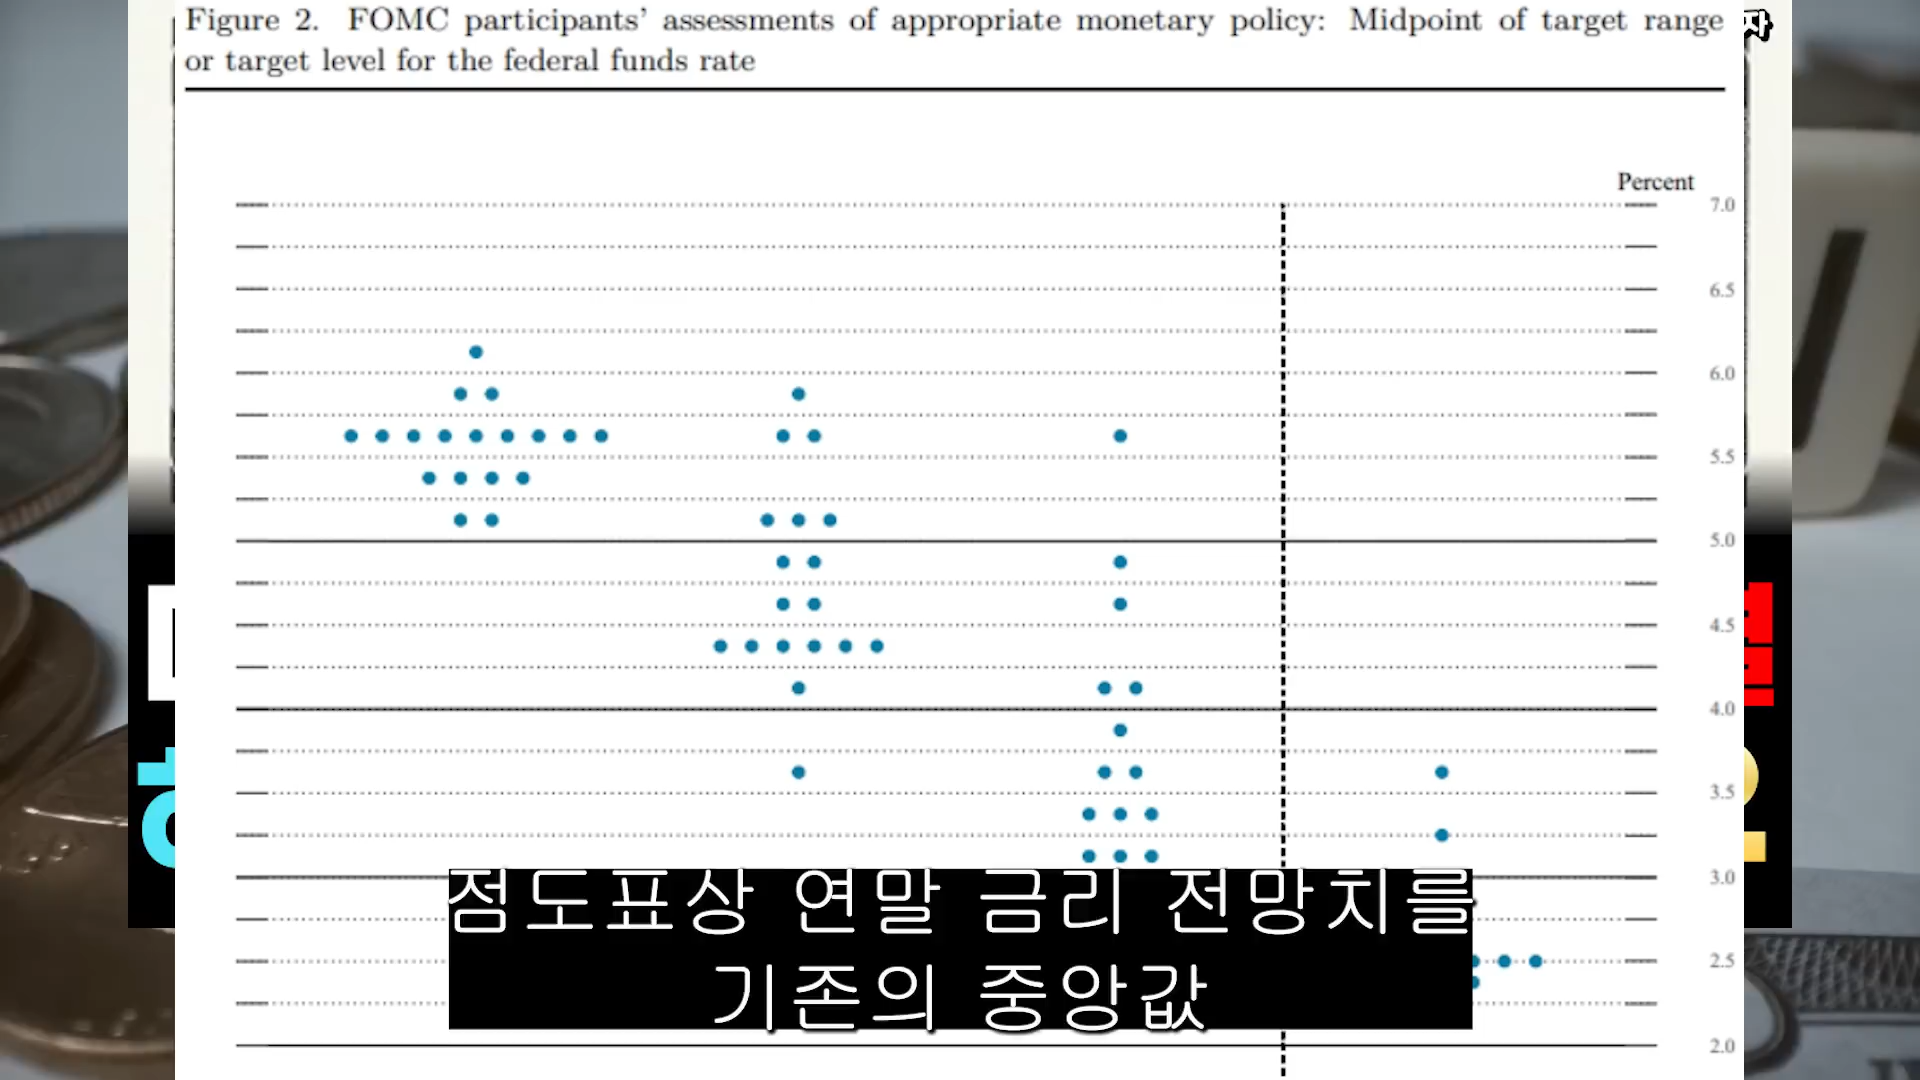 Figure 2. FOMC participants' assessments of appropriate monetary policy: Midpoint of target range
or target level for the federal funds rate
자
Percent
7.0
6.5
6.0
5.5
5.0
4.5
4.0
3.5
3.0
2.5
2.0
점도표상 연말 금리 전망치를
기존의 중앙값